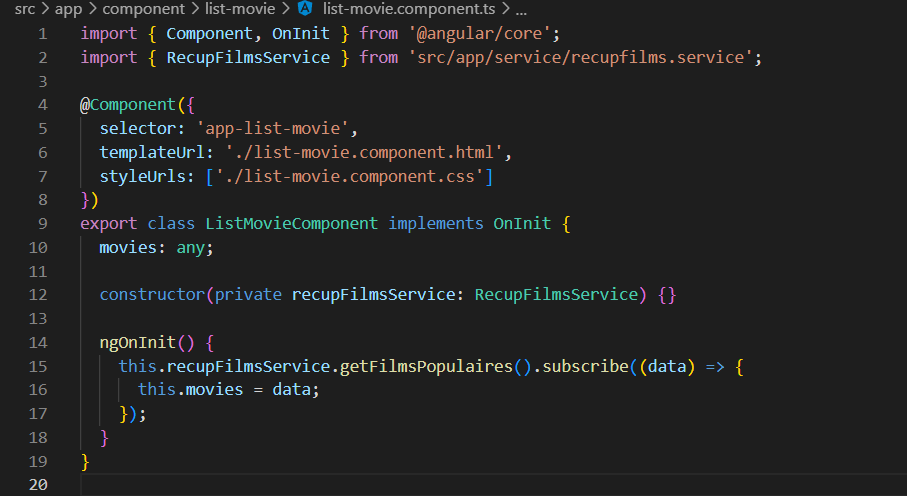 src > app > component > list-movie > list-movie.component.ts > ...
1 import { Component, OnInit } from '@angular/core';
2 import { RecupFilmsService } from 'src/app/service/recupfilms.service';
3
4 @Component({
5   selector: 'app-list-movie',
6   templateUrl: './list-movie.component.html',
7   styleUrls: ['./list-movie.component.css']
8 })
9 export class ListMovieComponent implements OnInit {
10   movies: any;
11
12   constructor(private recupFilmsService: RecupFilmsService) {}
13
14   ngOnInit() {
15     this.recupFilmsService.getFilmsPopulaires().subscribe((data) => {
16       this.movies = data;
17     });
18   }
19 }
20